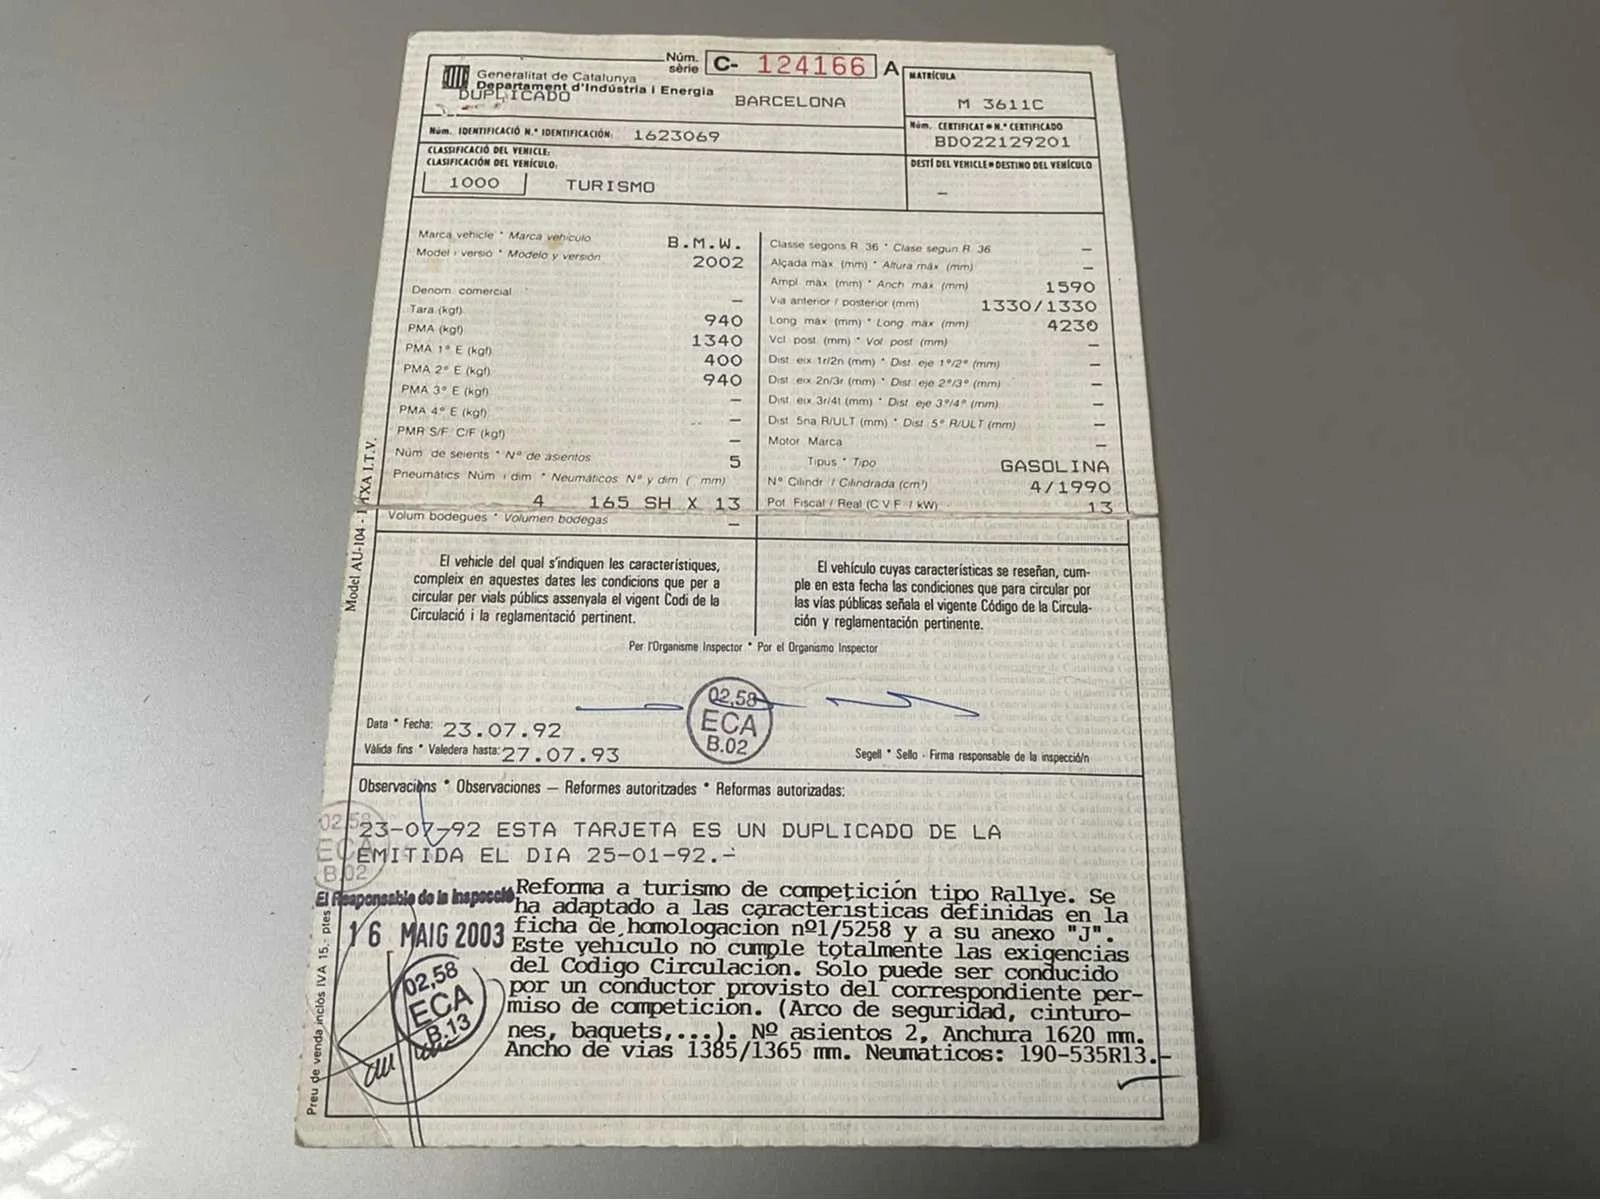 Núm. sèrie C- 124166 A
Generalitat de Catalunya
Departament d'Indústria i Energia
DUPLICADO
BARCELONA
MATRÍCULA
M 3611C
Núm. IDENTIFICACIÓ N.º IDENTIFICACIÓN: 1623069
Núm. CERTIFICAT • N.º CERTIFICADO
BD022129201
CLASSIFICACIÓ DEL VEHICLE:
CLASIFICACIÓN DEL VEHÍCULO:
1000 TURISMO
DESTÍ DEL VEHICLE • DESTINO DEL VEHÍCULO
–
Marca vehicle * Marca vehículo B.M.W.
Model i versió * Modelo y versión 2002
Denom comercial –
Tara (kgf) 940
PMA (kgf) 1340
PMA 1º E (kgf) 400
PMA 2º E (kgf) 940
PMA 3º E (kgf) –
PMA 4º E (kgf) –
PMR S/F C/F (kgf) –
Núm de seients * Nº de asientos 5
Pneumàtics Núm i dim * Neumáticos Nº y dim ( mm)
4 165 SH X 13
Volum bodegues * Volumen bodegas –
Classe segons R 36 * Clase segun R 36 –
Alçada màx (mm) * Altura máx (mm) –
Ampl màx (mm) * Anch máx (mm) 1590
Via anterior / posterior (mm) 1330/1330
Long màx (mm) * Long máx (mm) 4230
Vol post (mm) * Vol post (mm) –
Dist eix 1r/2n (mm) * Dist eje 1º/2º (mm) –
Dist eix 2n/3r (mm) * Dist eje 2º/3º (mm) –
Dist eix 3r/4t (mm) * Dist eje 3º/4º (mm) –
Dist 5na R/ULT (mm) * Dist 5º R/ULT (mm) –
Motor Marca –
Tipus * Tipo GASOLINA
Nº Cilindr / Cilindrada (cm³) 4/1990
Pot Fiscal / Real (C V F / kW) 13
El vehicle del qual s'indiquen les característiques,
compleix en aquestes dates les condicions que per a
circular per vials públics assenyala el vigent Codi de la
Circulació i la reglamentació pertinent.
El vehículo cuyas características se reseñan, cum-
ple en esta fecha las condiciones que para circular por
las vías públicas señala el vigente Código de la Circula-
ción y reglamentación pertinente.
Per l'Organisme Inspector * Por el Organismo Inspector
02,58
ECA
B.02
Data * Fecha: 23.07.92
Vàlida fins * Valedera hasta: 27.07.93
Segell * Sello - Firma responsable de la inspecció/n
Observacions * Observaciones — Reformes autoritzades * Reformas autorizadas:
02,58
ECA
B.02
23-07-92 ESTA TARJETA ES UN DUPLICADO DE LA
EMITIDA EL DIA 25-01-92.-
El Responsable de la Inspecció
16 MAIG 2003
02,58
ECA
B.13
Reforma a turismo de competición tipo Rallye. Se
ha adaptado a las características definidas en la
ficha de homologación nº1/5258 y a su anexo "J".
Este vehículo no cumple totalmente las exigencias
del Código Circulación. Sólo puede ser conducido
por un conductor provisto del correspondiente per-
miso de competición. (Arco de seguridad, cinturo-
nes, baquets,...). Nº asientos 2, Anchura 1620 mm.
Ancho de vías 1385/1365 mm. Neumáticos: 190-535R13.-
Model AU-104 - TXA I.T.V.
Preu de venda inclòs IVA 15,- ptes